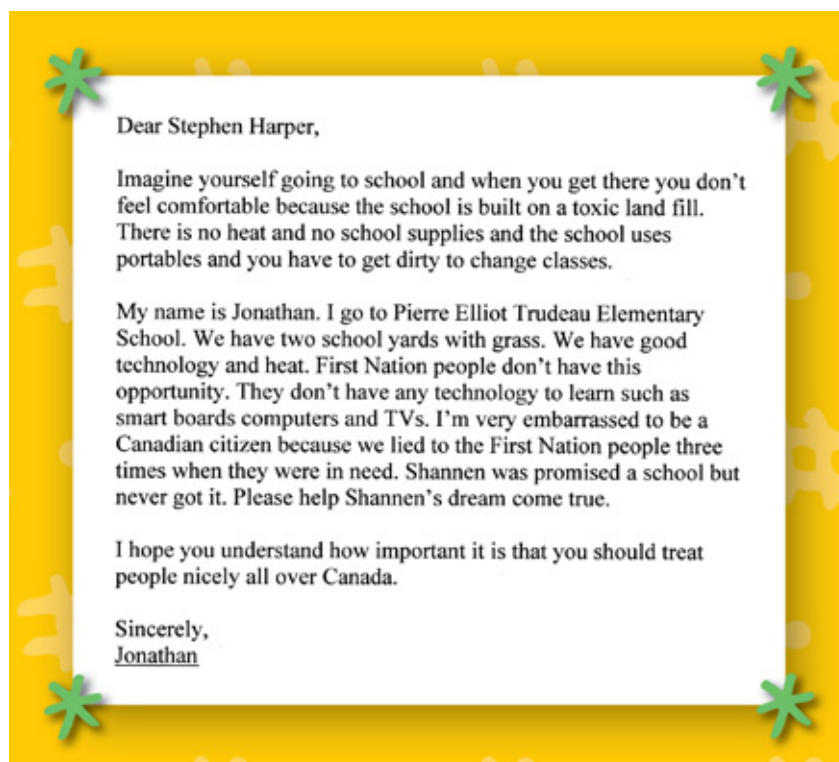 Dear Stephen Harper,
Imagine yourself going to school and when you get there you don't
feel comfortable because the school is built on a toxic land fill.
There is no heat and no school supplies and the school uses
portables and you have to get dirty to change classes.
My name is Jonathan. I go to Pierre Elliot Trudeau Elementary
School. We have two school yards with grass. We have good
technology and heat. First Nation people don't have this
opportunity. They don't have any technology to learn such as
smart boards computers and TVs. I'm very embarrassed to be a
Canadian citizen because we lied to the First Nation people three
times when they were in need. Shannen was promised a school but
never got it. Please help Shannen's dream come true.
I hope you understand how important it is that you should treat
people nicely all over Canada.
Sincerely,
Jonathan